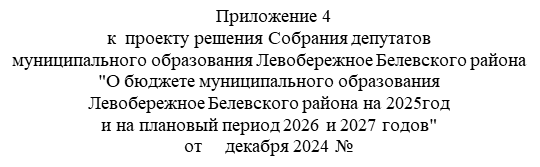 Приложение 4
к проекту решения Собрания депутатов
муниципального образования Левобережное Белевского района
"О бюджете муниципального образования
Левобережное Белевского района на 2025год
и на плановый период 2026 и 2027 годов"
от декабря 2024 №